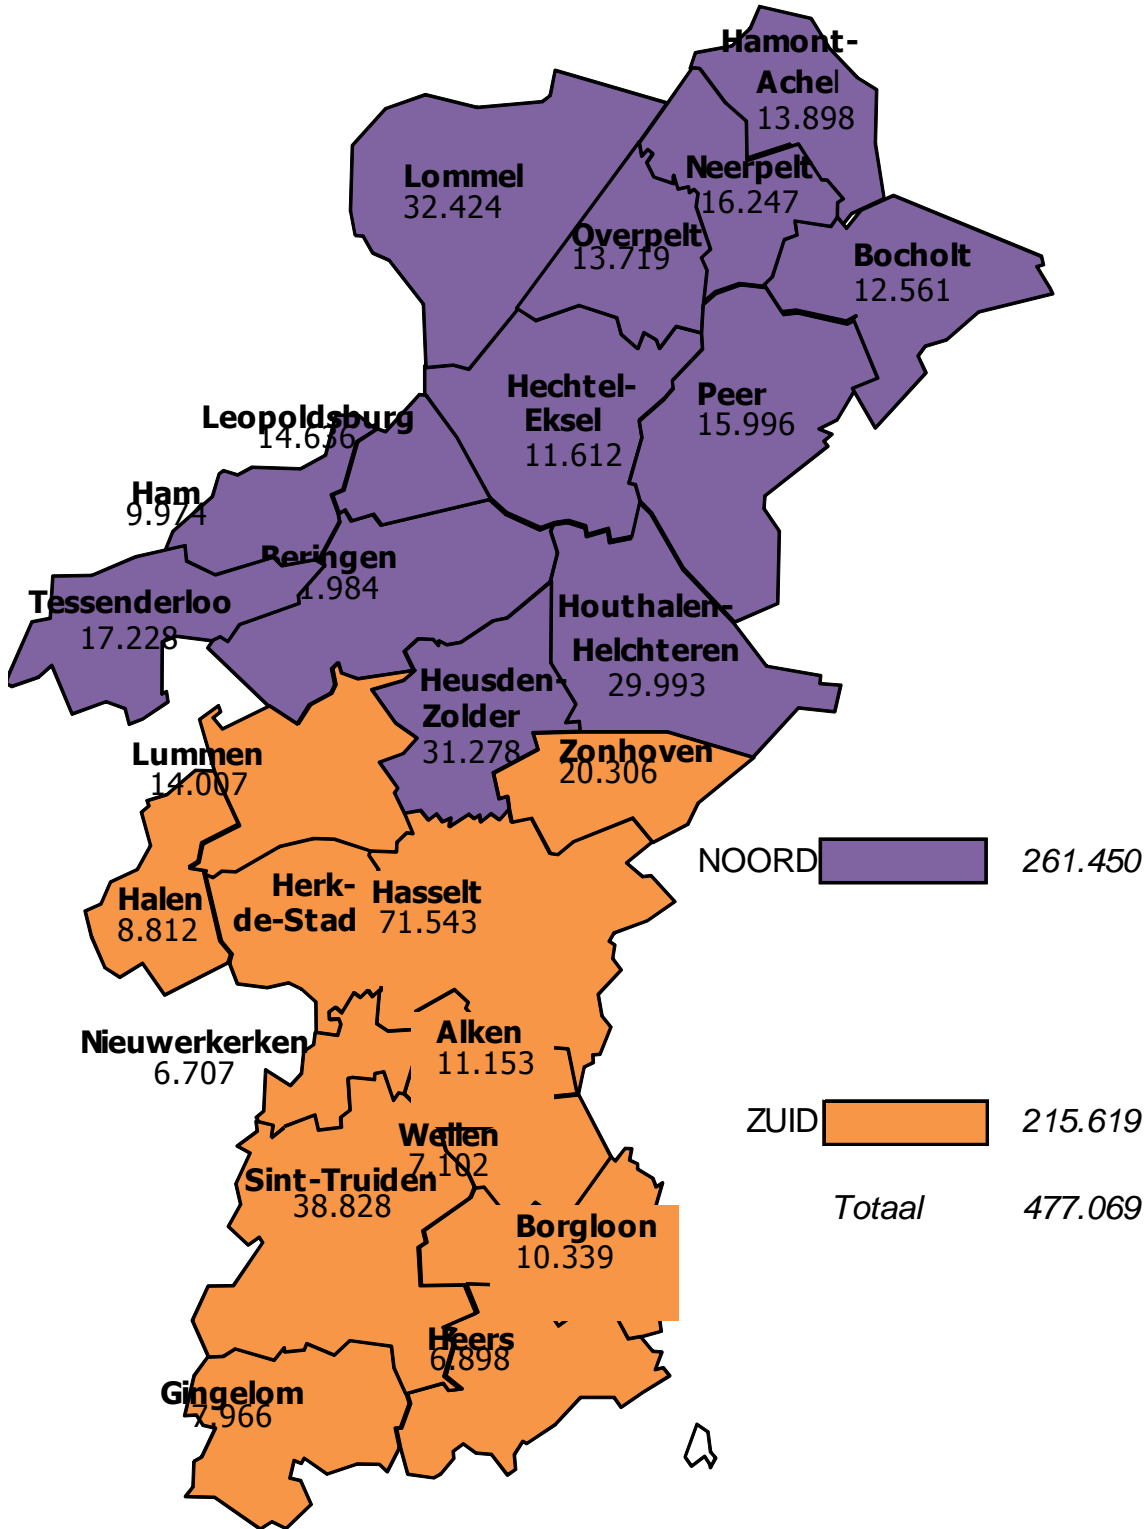 Hamont-
Achel
13.898
Lommel
32.424
Neerpelt
16.247
Overpelt
13.719
Bocholt
12.561
Hechtel-
Eksel
11.612
Peer
15.996
Leopoldsburg
14.636
Ham
9.974
Beringen
1.984
Tessenderloo
17.228
Houthalen-
Helchteren
29.993
Heusden-
Zolder
31.278
Lummen
14.007
Zonhoven
20.306
NOORD 261.450
Halen
8.812
Herk-
de-Stad
Hasselt
71.543
Nieuwerkerken
6.707
Alken
11.153
ZUID 215.619
Wellen
7.102
Sint-Truiden
38.828
Totaal 477.069
Borgloon
10.339
Heers
6.898
Gingelom
7.966